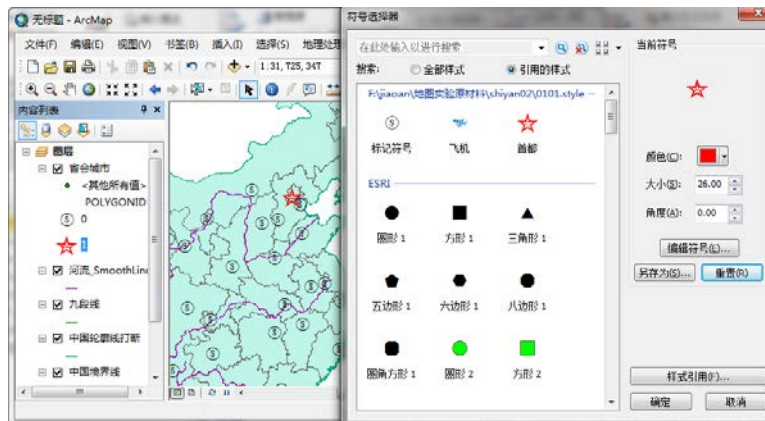 无标题 - ArcMap
文件(F) 编辑(E) 视图(V) 书签(B) 插入(I) 选择(S) 地理处
1:31,725,347
内容列表
图层
省会城市
<其他所有值>
POLYGONID
0
1
河流_SmoothLine
九段线
中国轮廓线打断
中国境界线
符号选择器
在此处输入以进行搜索
搜索: 全部样式 引用的样式
F:\jiaoan\地图实验原材料\shiyan02\0101.style
标记符号 飞机 首都
ESRI
圆形 1 方形 1 三角形 1
五边形 1 六边形 1 八边形 1
圆角方形 1 圆形 2 方形 2
当前符号
颜色(C):
大小(S): 26.00
角度(A): 0.00
编辑符号(E)...
另存为(S)... 重置(R)
样式引用(F)...
确定 取消